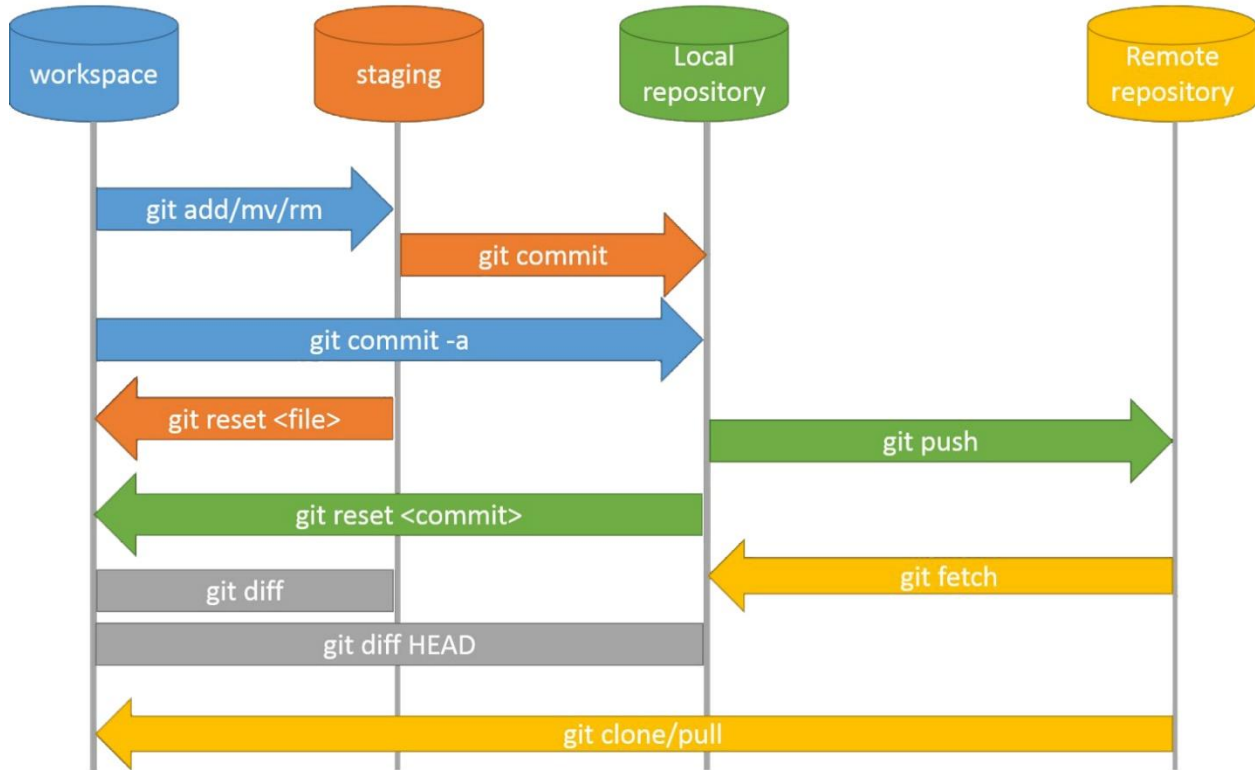 workspace
staging
Local
repository
Remote
repository
git add/mv/rm
git commit
git commit -a
git reset <file>
git push
git reset <commit>
git fetch
git diff
git diff HEAD
git clone/pull